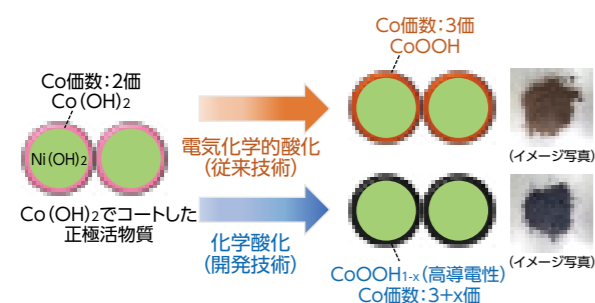 Co価数:2価
Co(OH)2
Ni(OH)2
Co(OH)2でコートした
正極活物質
電気化学的酸化
(従来技術)
化学酸化
(開発技術)
Co価数:3価
CoOOH
(イメージ写真)
CoOOH1-x(高導電性)
Co価数:3+x価
(イメージ写真)